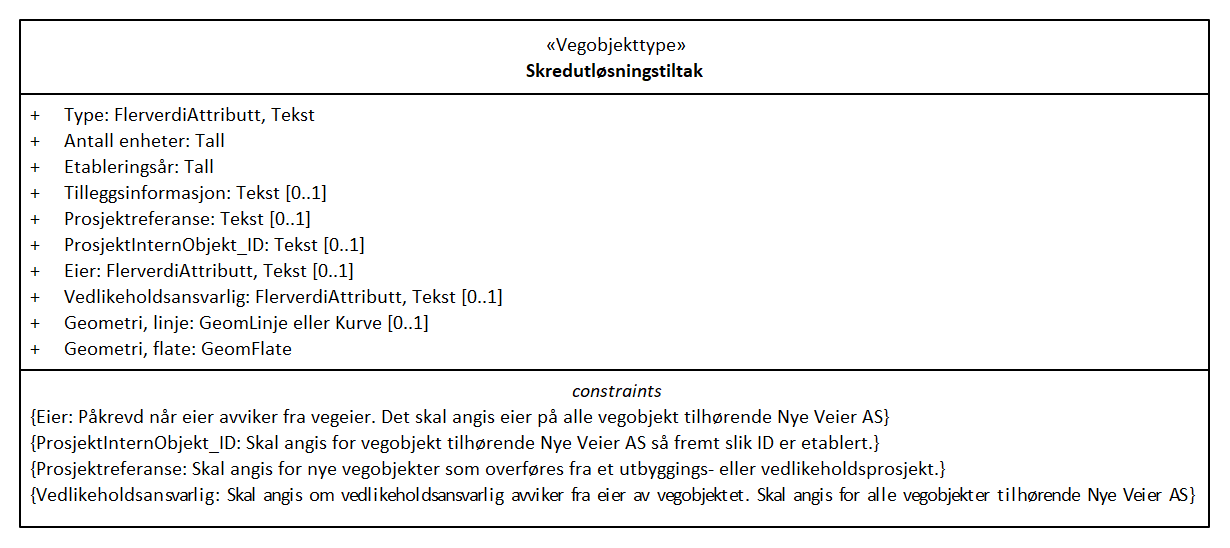 «Vegobjekttype»
Skredutløsningstiltak
+ Type: FlerverdiAttributt, Tekst
+ Antall enheter: Tall
+ Etableringsår: Tall
+ Tilleggsinformasjon: Tekst [0..1]
+ Prosjektreferanse: Tekst [0..1]
+ ProsjektInternObjekt_ID: Tekst [0..1]
+ Eier: FlerverdiAttributt, Tekst [0..1]
+ Vedlikeholdsansvarlig: FlerverdiAttributt, Tekst [0..1]
+ Geometri, linje: GeomLinje eller Kurve [0..1]
+ Geometri, flate: GeomFlate
constraints
{Eier: Påkrevd når eier avviker fra vegeier. Det skal angis eier på alle vegobjekt tilhørende Nye Veier AS}
{ProsjektInternObjekt_ID: Skal angis for vegobjekt tilhørende Nye Veier AS så fremt slik ID er etablert.}
{Prosjektreferanse: Skal angis for nye vegobjekter som overføres fra et utbyggings- eller vedlikeholdsprosjekt.}
{Vedlikeholdsansvarlig: Skal angis om vedlikeholdsansvarlig avviker fra eier av vegobjektet. Skal angis for alle vegobjekter tilhørende Nye Veier AS}